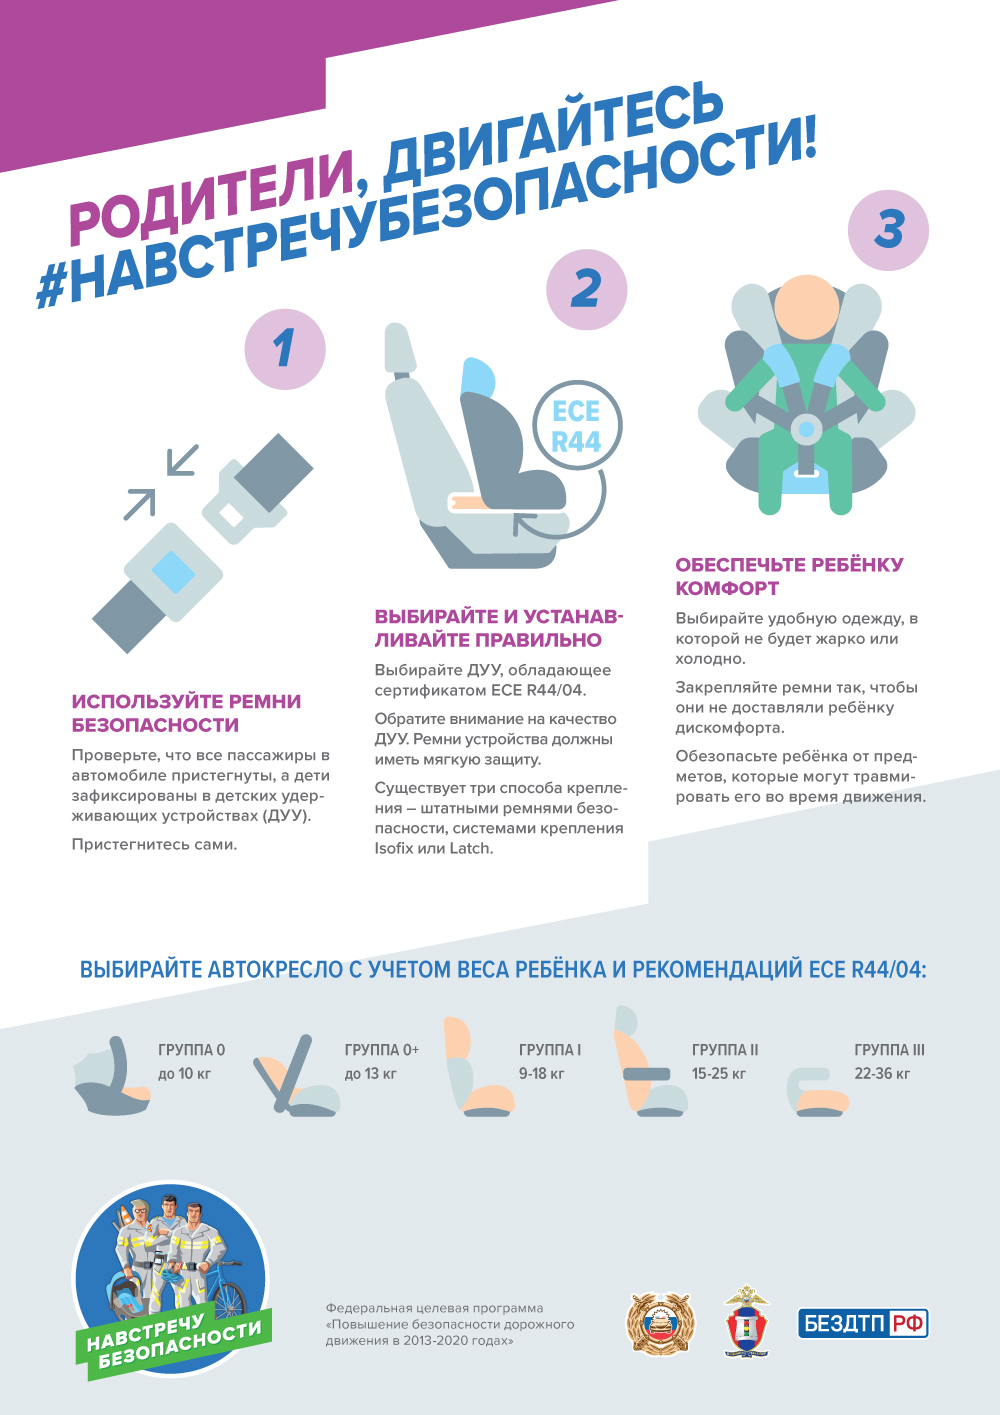 РОДИТЕЛИ, ДВИГАЙТЕСЬ
#НАВСТРЕЧУБЕЗОПАСНОСТИ!
1
ИСПОЛЬЗУЙТЕ РЕМНИ
БЕЗОПАСНОСТИ
Проверьте, что все пассажиры в
автомобиле пристегнуты, а дети
зафиксированы в детских удер-
живающих устройствах (ДУУ).
Пристегнитесь сами.
2
ECE
R44
ВЫБИРАЙТЕ И УСТАНАВ-
ЛИВАЙТЕ ПРАВИЛЬНО
Выбирайте ДУУ, обладающее
сертификатом ECE R44/04.
Обратите внимание на качество
ДУУ. Ремни устройства должны
иметь мягкую защиту.
Существует три способа крепле-
ния – штатными ремнями безо-
пасности, системами крепления
Isofix или Latch.
3
ОБЕСПЕЧЬТЕ РЕБЁНКУ
КОМФОРТ
Выбирайте удобную одежду, в
которой не будет жарко или
холодно.
Закрепляйте ремни так, чтобы
они не доставляли ребёнку
дискомфорта.
Обезопасьте ребёнка от пред-
метов, которые могут травми-
ровать его во время движения.
ВЫБИРАЙТЕ АВТОКРЕСЛО С УЧЕТОМ ВЕСА РЕБЁНКА И РЕКОМЕНДАЦИЙ ECE R44/04:
ГРУППА 0
до 10 кг
ГРУППА 0+
до 13 кг
ГРУППА I
9-18 кг
ГРУППА II
15-25 кг
ГРУППА III
22-36 кг
НАВСТРЕЧУ
БЕЗОПАСНОСТИ
Федеральная целевая программа
«Повышение безопасности дорожного
движения в 2013-2020 годах»
БЕЗДТП РФ